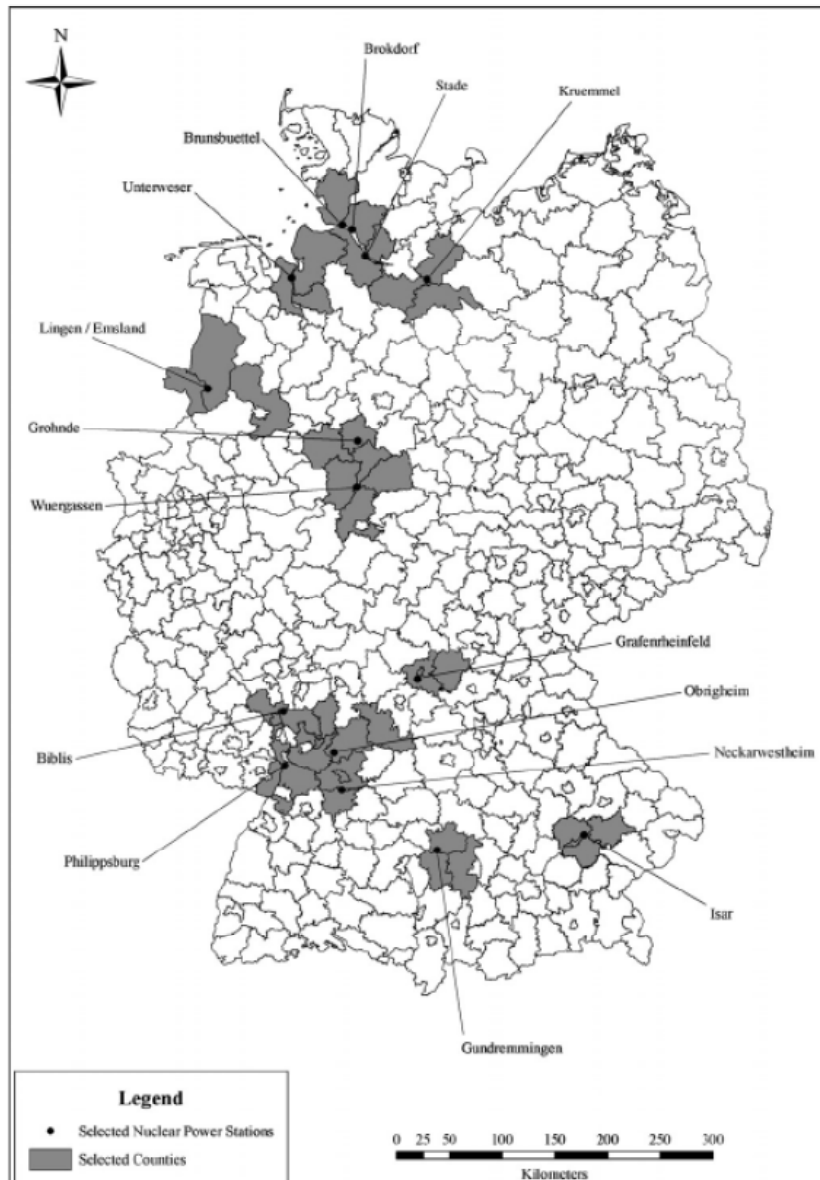 N
Brokdorf
Stade
Kruemmel
Brunsbuettel
Unterweser
Lingen / Emsland
Grohnde
Wuergassen
Grafenrheinfeld
Obrigheim
Biblis
Neckarwestheim
Philippsburg
Isar
Gundremmingen
Legend
Selected Nuclear Power Stations
Selected Counties
0 25 50 100 150 200 250 300
Kilometers